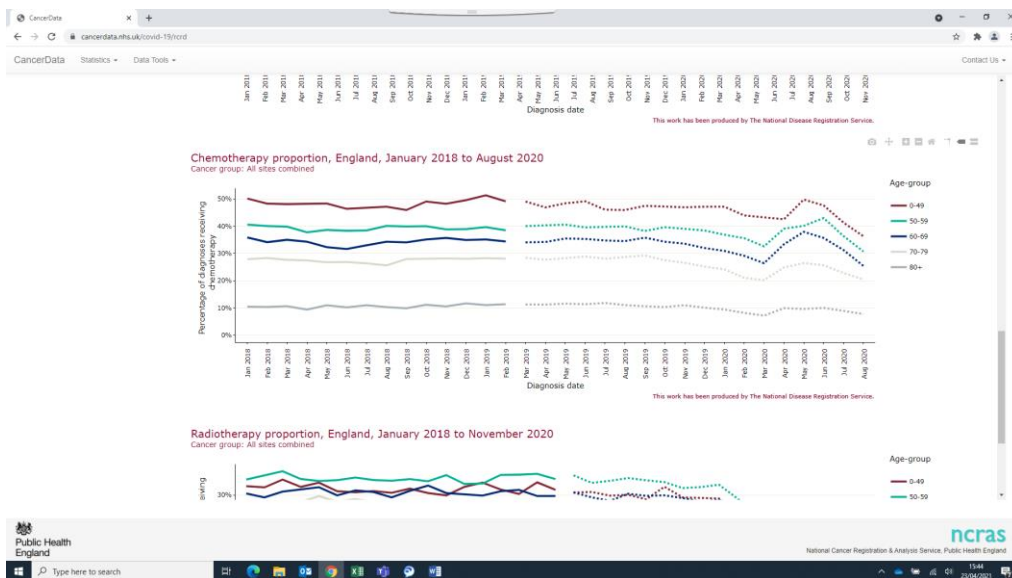 CancerData
cancerdata.nhs.uk/covid-19/rcrd
CancerData Statistics Data Tools Contact Us
Diagnosis date
This work has been produced by The National Disease Registration Service.
Chemotherapy proportion, England, January 2018 to August 2020
Cancer group: All sites combined
Percentage of diagnoses receiving
chemotherapy
50%
40%
30%
20%
10%
0%
Age-group
0-49
50-59
60-69
70-79
80+
Jan 2018 Feb 2018 Mar 2018 Apr 2018 May 2018 Jun 2018 Jul 2018 Aug 2018 Sep 2018 Oct 2018 Nov 2018 Dec 2018 Jan 2019 Feb 2019 Mar 2019 Apr 2019 May 2019 Jun 2019 Jul 2019 Aug 2019 Sep 2019 Oct 2019 Nov 2019 Dec 2019 Jan 2020 Feb 2020 Mar 2020 Apr 2020 May 2020 Jun 2020 Jul 2020 Aug 2020
Diagnosis date
This work has been produced by The National Disease Registration Service.
Radiotherapy proportion, England, January 2018 to November 2020
Cancer group: All sites combined
30%
Age-group
0-49
50-59
Public Health
England
ncras
National Cancer Registration & Analysis Service, Public Health England
Type here to search
15:44
23/04/2021